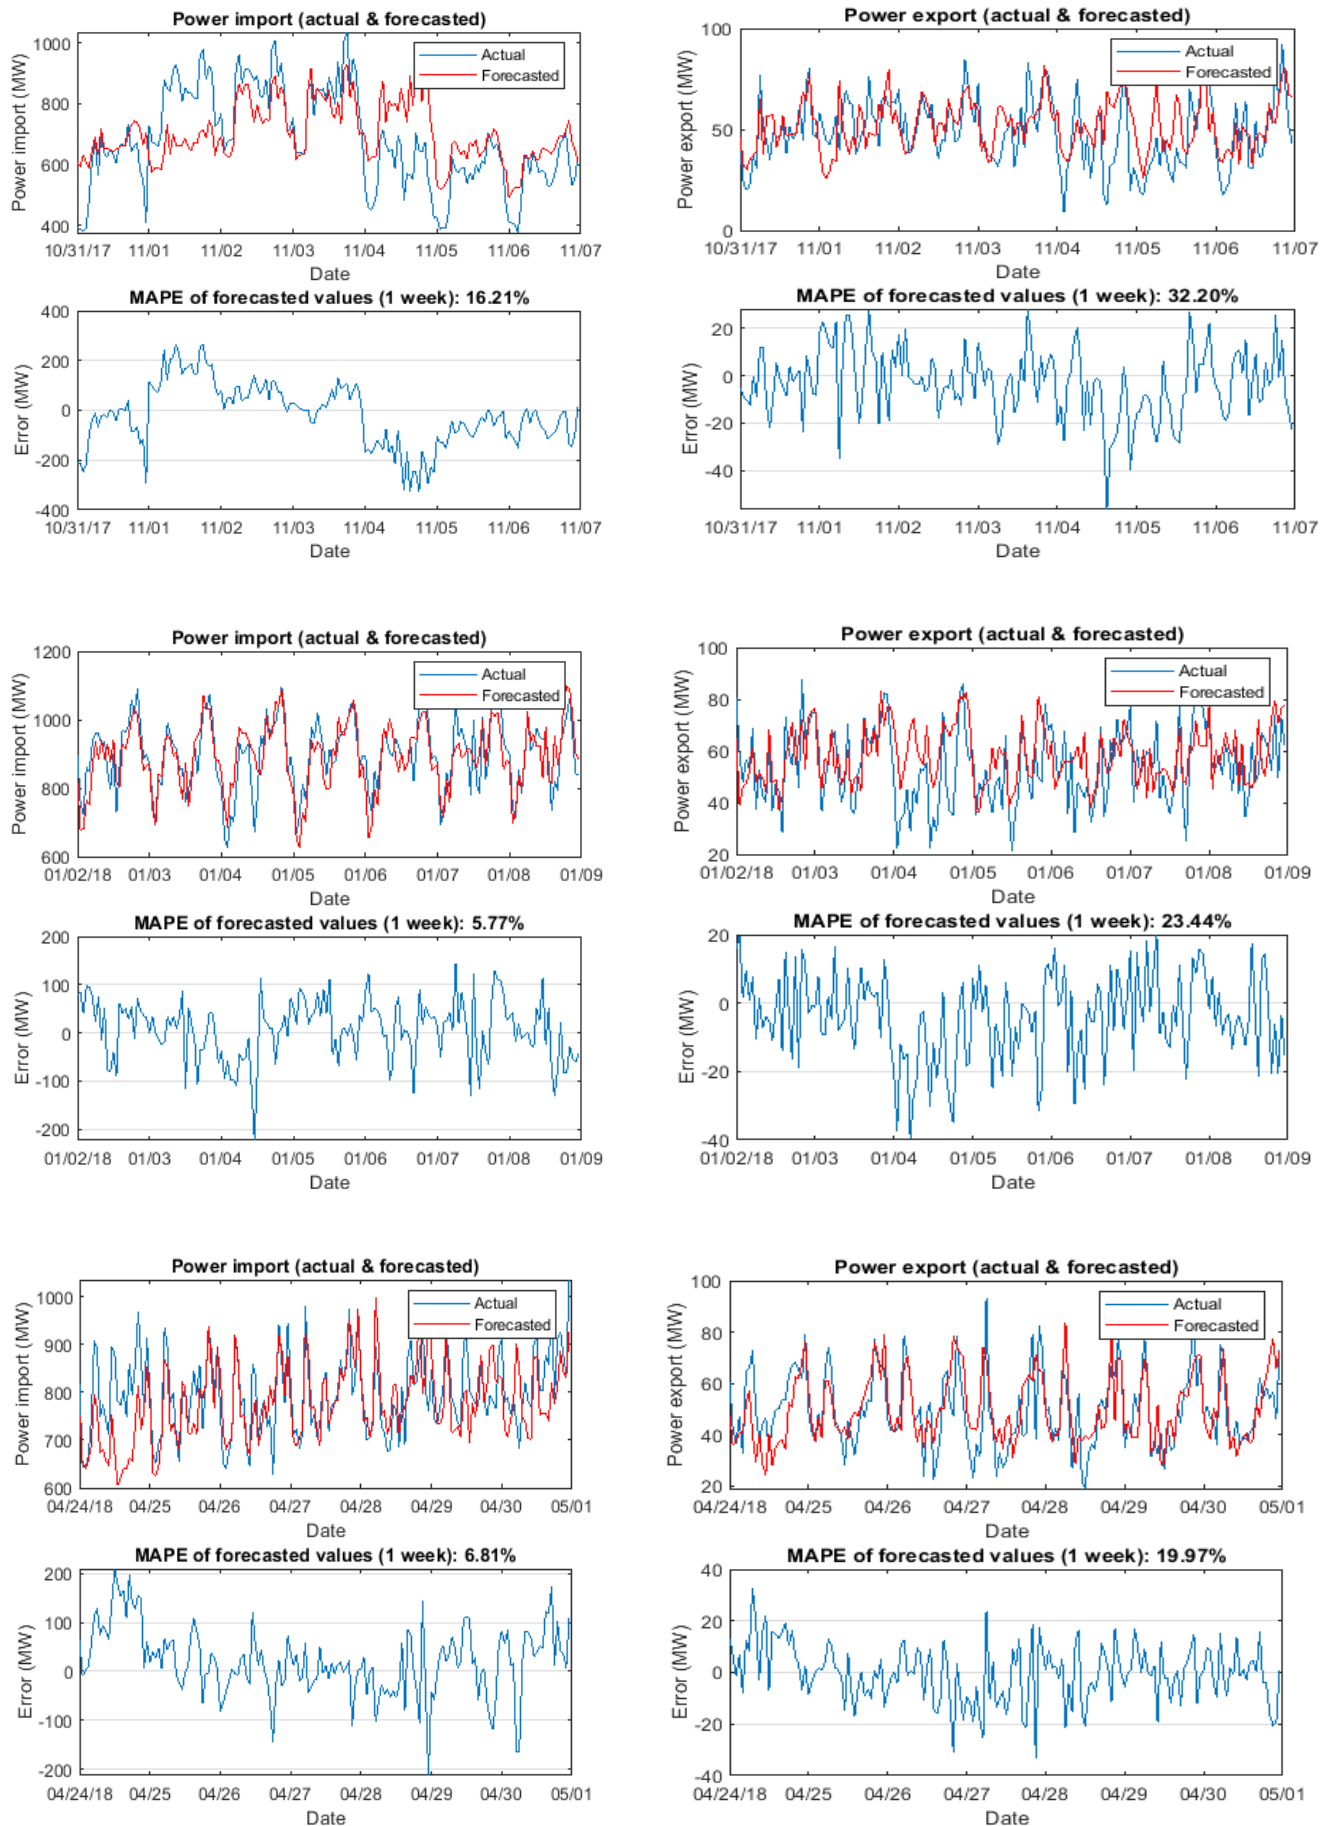 Power import (actual & forecasted)
Power import (MW)
1000
800
600
400
Actual
Forecasted
10/31/17 11/01 11/02 11/03 11/04 11/05 11/06 11/07
Date
Power export (actual & forecasted)
Power export (MW)
100
50
0
Actual
Forecasted
10/31/17 11/01 11/02 11/03 11/04 11/05 11/06 11/07
Date
MAPE of forecasted values (1 week): 16.21%
Error (MW)
400
200
0
-200
-400
10/31/17 11/01 11/02 11/03 11/04 11/05 11/06 11/07
Date
MAPE of forecasted values (1 week): 32.20%
Error (MW)
20
0
-20
-40
10/31/17 11/01 11/02 11/03 11/04 11/05 11/06 11/07
Date
Power import (actual & forecasted)
Power import (MW)
1200
1000
800
600
Actual
Forecasted
01/02/18 01/03 01/04 01/05 01/06 01/07 01/08 01/09
Date
Power export (actual & forecasted)
Power export (MW)
100
80
60
40
20
Actual
Forecasted
01/02/18 01/03 01/04 01/05 01/06 01/07 01/08 01/09
Date
MAPE of forecasted values (1 week): 5.77%
Error (MW)
200
100
0
-100
-200
01/02/18 01/03 01/04 01/05 01/06 01/07 01/08 01/09
Date
MAPE of forecasted values (1 week): 23.44%
Error (MW)
20
0
-20
-40
01/02/18 01/03 01/04 01/05 01/06 01/07 01/08 01/09
Date
Power import (actual & forecasted)
Power import (MW)
1000
900
800
700
600
Actual
Forecasted
04/24/18 04/25 04/26 04/27 04/28 04/29 04/30 05/01
Date
Power export (actual & forecasted)
Power export (MW)
100
80
60
40
20
Actual
Forecasted
04/24/18 04/25 04/26 04/27 04/28 04/29 04/30 05/01
Date
MAPE of forecasted values (1 week): 6.81%
Error (MW)
200
100
0
-100
-200
04/24/18 04/25 04/26 04/27 04/28 04/29 04/30 05/01
Date
MAPE of forecasted values (1 week): 19.97%
Error (MW)
40
20
0
-20
-40
04/24/18 04/25 04/26 04/27 04/28 04/29 04/30 05/01
Date